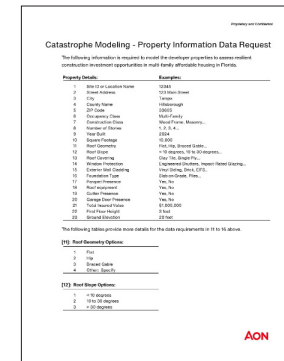 Proprietary and Confidential
Catastrophe Modeling - Property Information Data Request
The following information is required to model the developer properties to assess resilient
construction investment opportunities in multi-family affordable housing in Florida.
Property Details: Examples:
1 Site ID or Location Name 12345
2 Street Address 123 Main Street
3 City Tampa
4 County Name Hillsborough
5 ZIP Code 33605
6 Occupancy Class Multi-Family
7 Construction Class Wood Frame, Masonry...
8 Number of Stories 1, 2, 3, 4...
9 Year Built 2024
10 Square Footage 10,000
11 Roof Geometry Flat, Hip, Braced Gable...
12 Roof Slope < 10 degrees, 10 to 30 degrees...
13 Roof Covering Clay Tile, Single Ply...
14 Window Protection Engineered Shutters, Impact Rated Glazing...
15 Exterior Wall Cladding Vinyl Siding, Brick, EIFS...
16 Foundation Type Slab on Grade, Piles...
17 Parapet Presence Yes, No
18 Roof equipment Yes, No
19 Gutter Presence Yes, No
20 Garage Door Presence Yes, No
21 Total Insured Value $1,500,000
22 First Floor Height 3 feet
23 Ground Elevation 20 feet
The following tables provide more details for the data requirements in 11 to 16 above.
[11]: Roof Geometry Options:
1 Flat
2 Hip
3 Braced Gable
4 Other: Specify
[12]: Roof Slope Options:
1 < 10 degrees
2 10 to 30 degrees
3 > 30 degrees
AON